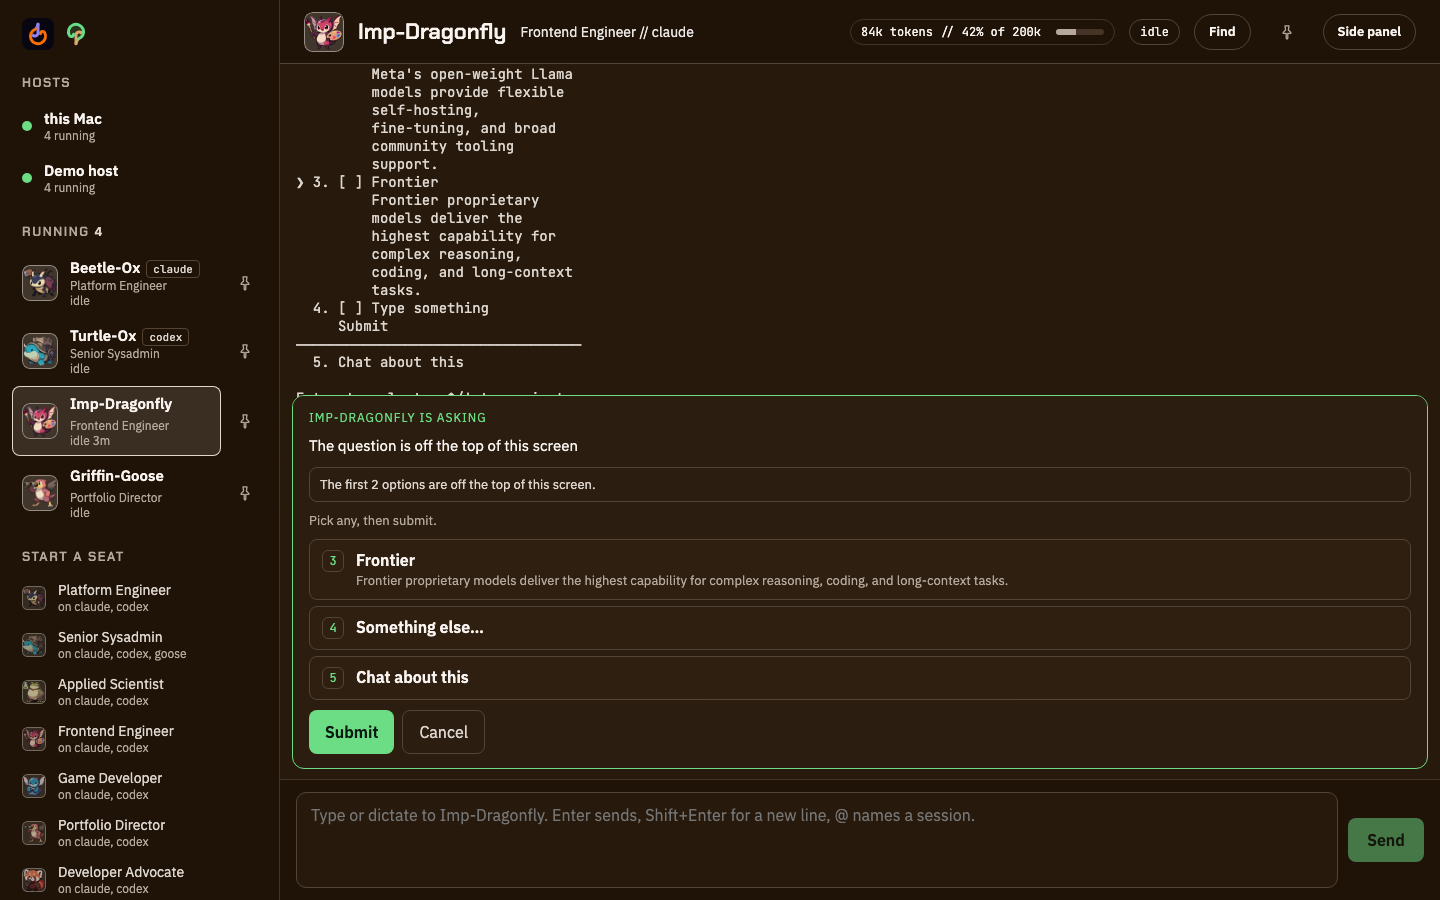 HOSTS
this Mac
4 running
Demo host
4 running
RUNNING 4
Beetle-Ox claude
Platform Engineer
idle
Turtle-Ox codex
Senior Sysadmin
idle
Imp-Dragonfly
Frontend Engineer
idle 3m
Griffin-Goose
Portfolio Director
idle
START A SEAT
Platform Engineer
on claude, codex
Senior Sysadmin
on claude, codex, goose
Applied Scientist
on claude, codex
Frontend Engineer
on claude, codex
Game Developer
on claude, codex
Portfolio Director
on claude, codex
Developer Advocate
on claude, codex
Imp-Dragonfly Frontend Engineer // claude 84k tokens // 42% of 200k idle Find Side panel
Meta's open-weight Llama
models provide flexible
self-hosting,
fine-tuning, and broad
community tooling
support.
❯ 3. [ ] Frontier
Frontier proprietary
models deliver the
highest capability for
complex reasoning,
coding, and long-context
tasks.
4. [ ] Type something
Submit
5. Chat about this
IMP-DRAGONFLY IS ASKING
The question is off the top of this screen
The first 2 options are off the top of this screen.
Pick any, then submit.
3 Frontier
Frontier proprietary models deliver the highest capability for complex reasoning, coding, and long-context tasks.
4 Something else...
5 Chat about this
Submit Cancel
Type or dictate to Imp-Dragonfly. Enter sends, Shift+Enter for a new line, @ names a session.
Send